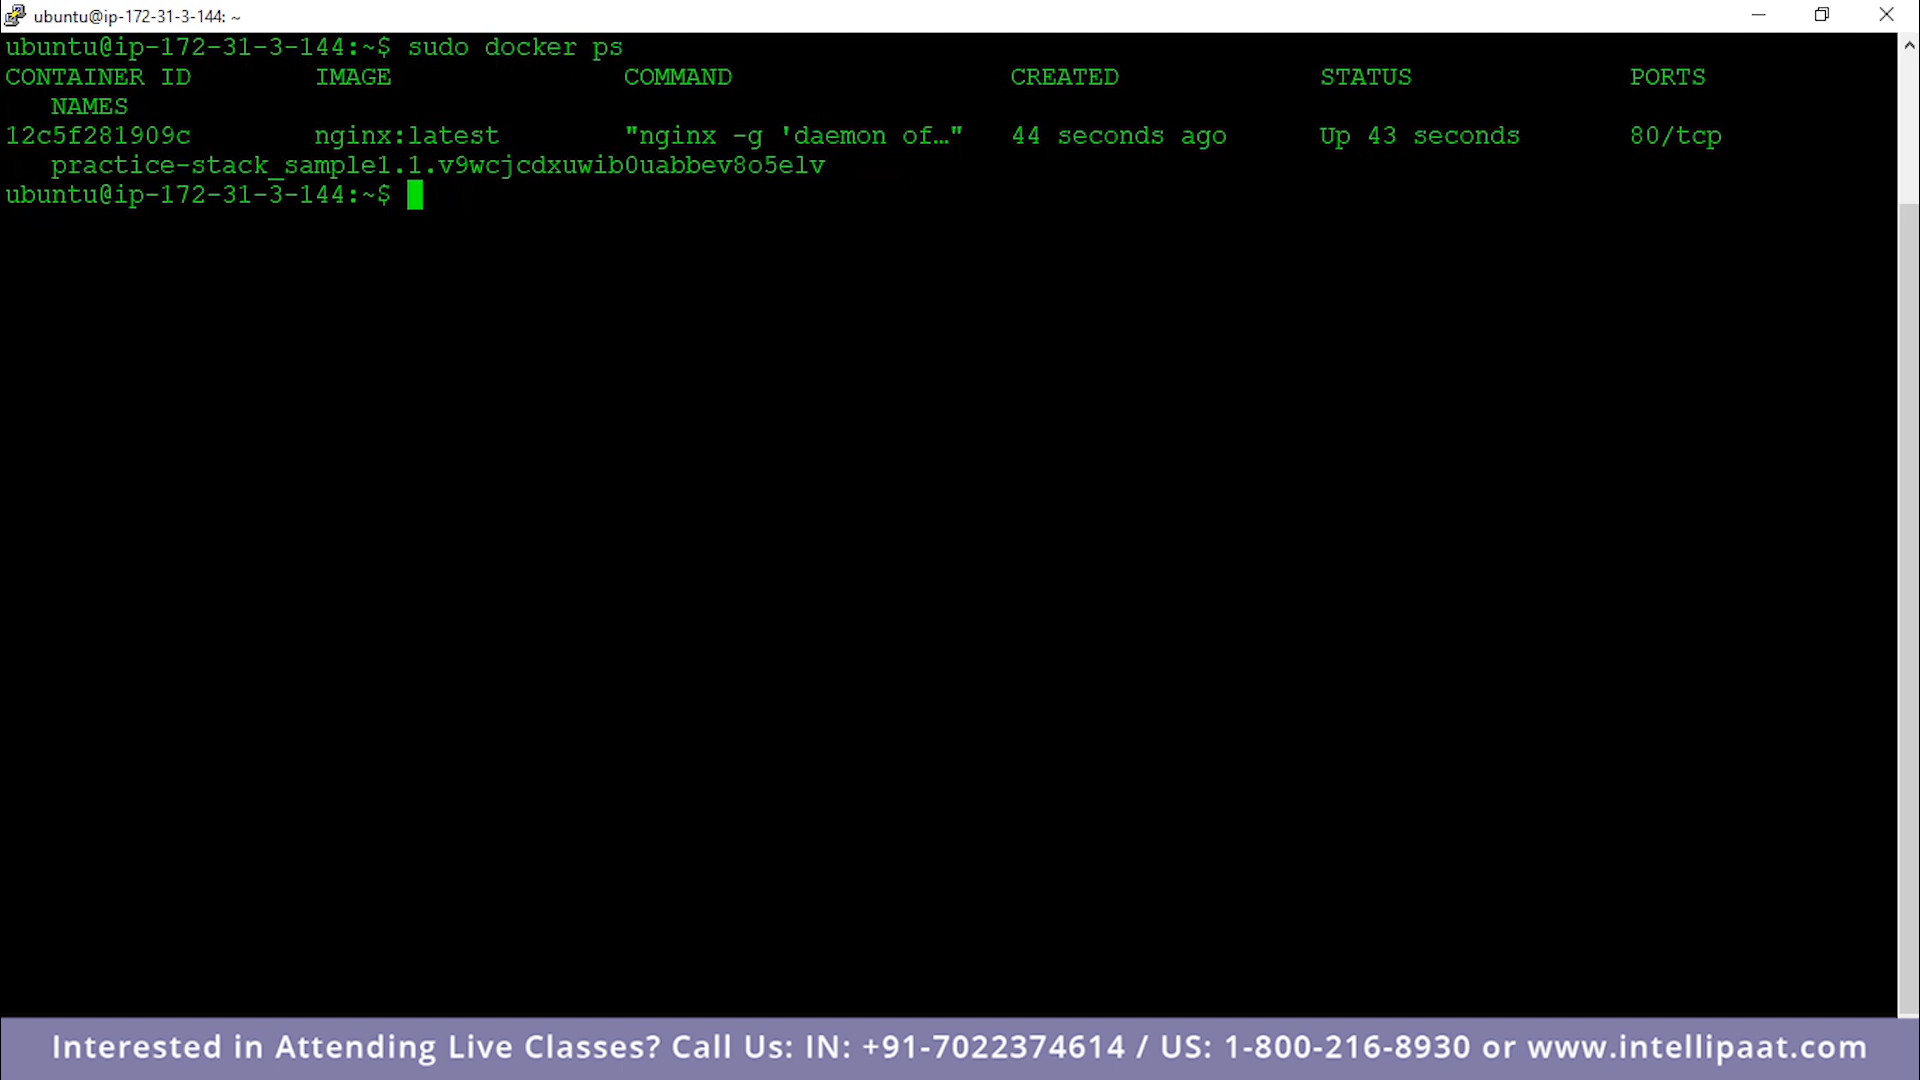 ubuntu@ip-172-31-3-144: ~
ubuntu@ip-172-31-3-144:~$ sudo docker ps
CONTAINER ID        IMAGE               COMMAND                  CREATED             STATUS              PORTS
   NAMES
12c5f281909c        nginx:latest        "nginx -g 'daemon of…"   44 seconds ago      Up 43 seconds       80/tcp
   practice-stack_sample1.1.v9wcjcdxuwib0uabbev8o5elv
ubuntu@ip-172-31-3-144:~$
Interested in Attending Live Classes? Call Us: IN: +91-7022374614 / US: 1-800-216-8930 or www.intellipaat.com